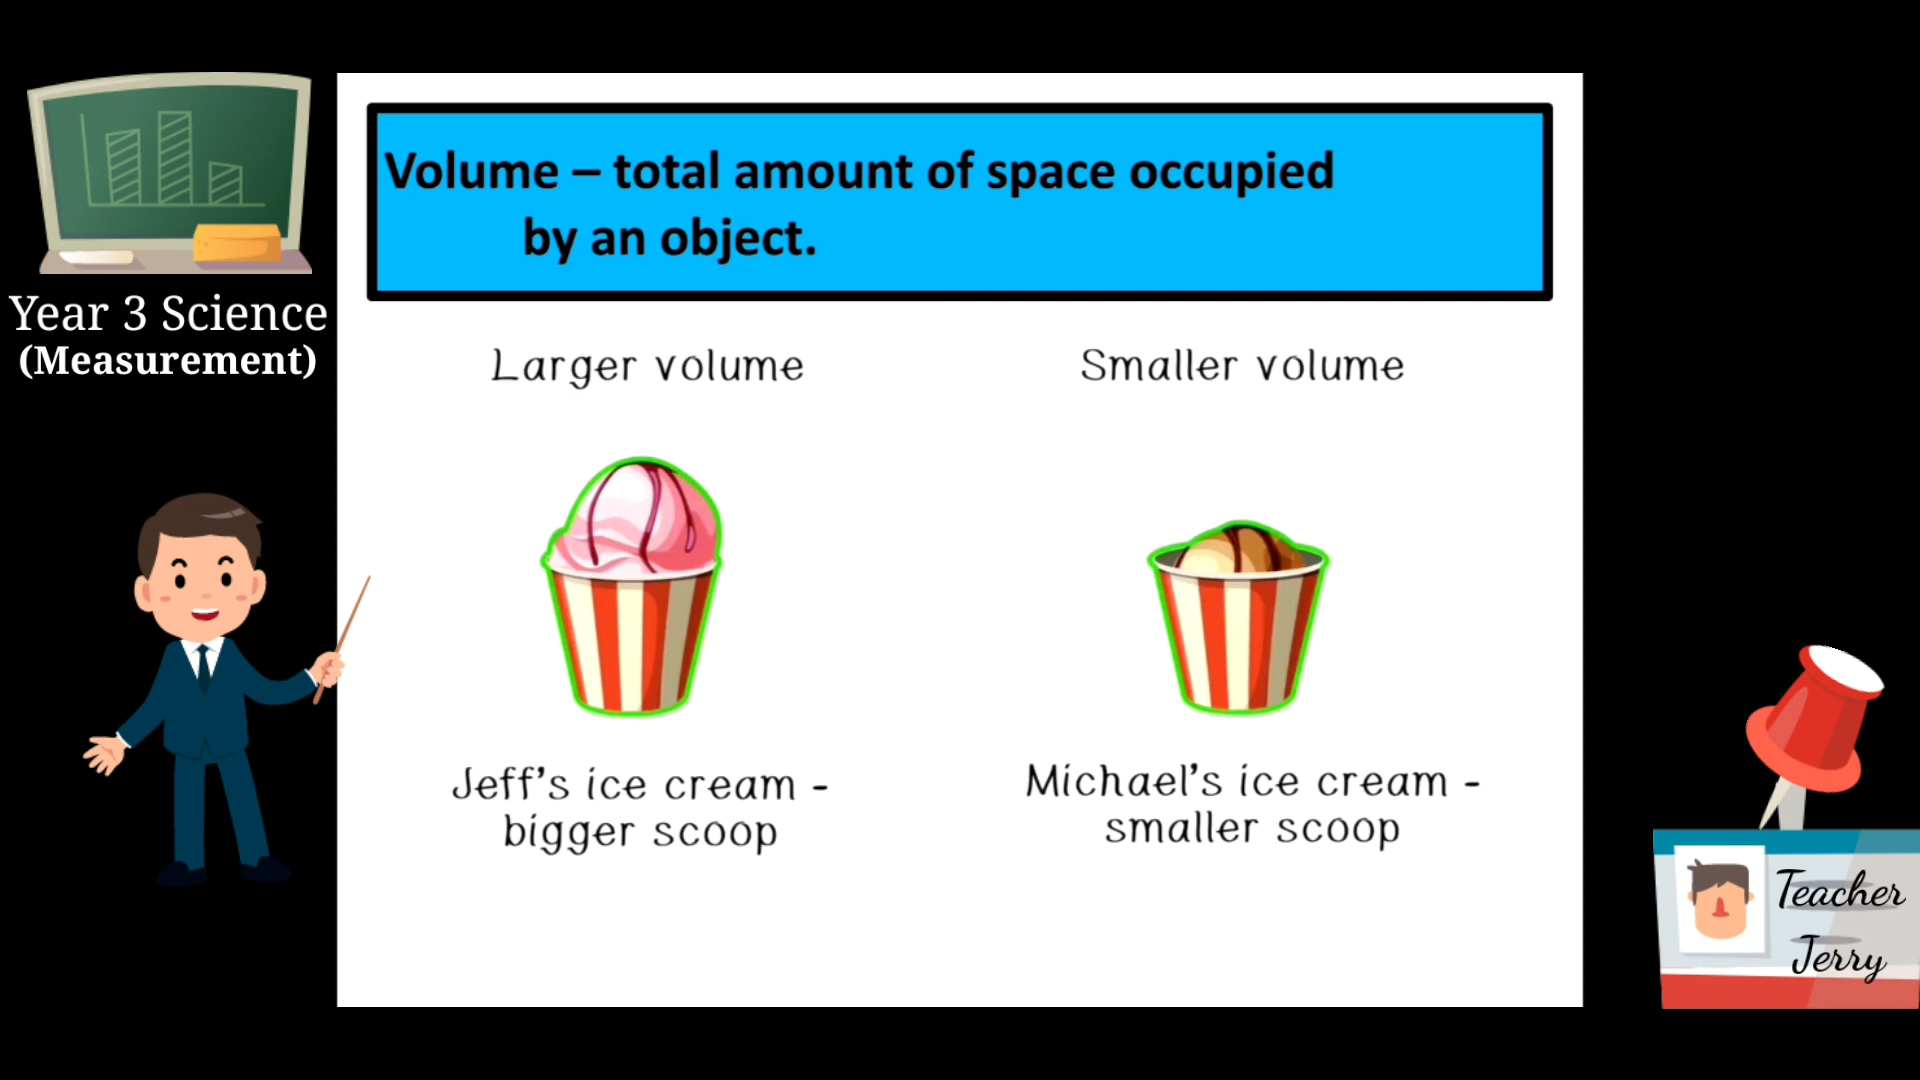 Year 3 Science
(Measurement)
Volume – total amount of space occupied
by an object.
Larger volume
Smaller volume
Jeff's ice cream -
bigger scoop
Michael's ice cream -
smaller scoop
Teacher
Jerry